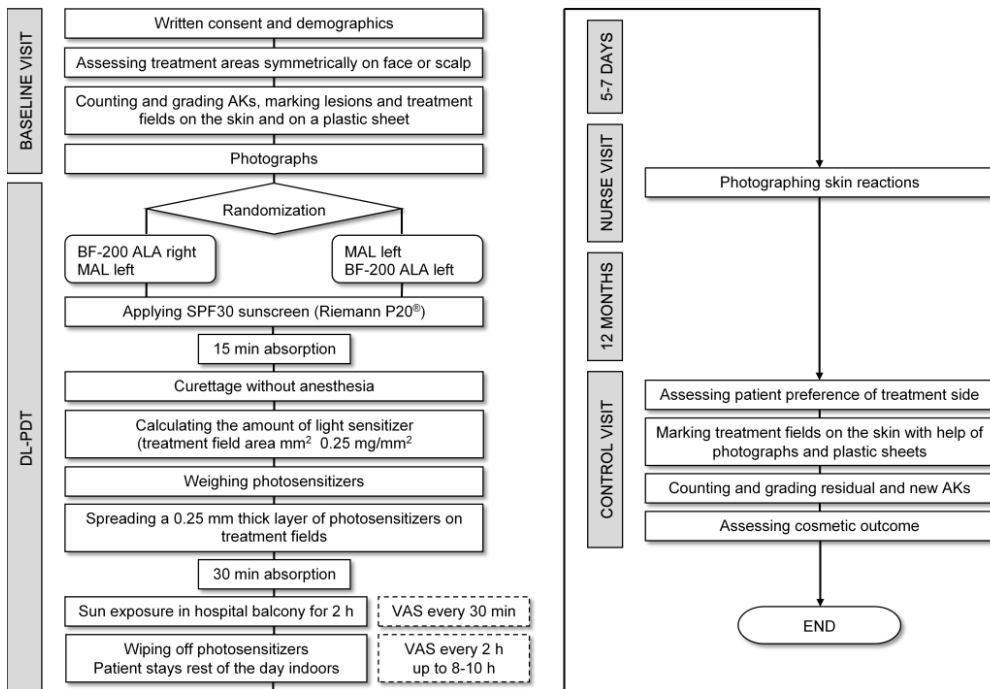 BASELINE VISIT
Written consent and demographics
Assessing treatment areas symmetrically on face or scalp
Counting and grading AKs, marking lesions and treatment
fields on the skin and on a plastic sheet
Photographs
DL-PDT
Randomization
BF-200 ALA right
MAL left
MAL left
BF-200 ALA left
Applying SPF30 sunscreen (Riemann P20®)
15 min absorption
Curettage without anesthesia
Calculating the amount of light sensitizer
(treatment field area mm² 0.25 mg/mm²
Weighing photosensitizers
Spreading a 0.25 mm thick layer of photosensitizers on
treatment fields
30 min absorption
Sun exposure in hospital balcony for 2 h
VAS every 30 min
Wiping off photosensitizers
Patient stays rest of the day indoors
VAS every 2 h
up to 8-10 h
5-7 DAYS
NURSE VISIT
Photographing skin reactions
12 MONTHS
CONTROL VISIT
Assessing patient preference of treatment side
Marking treatment fields on the skin with help of
photographs and plastic sheets
Counting and grading residual and new AKs
Assessing cosmetic outcome
END